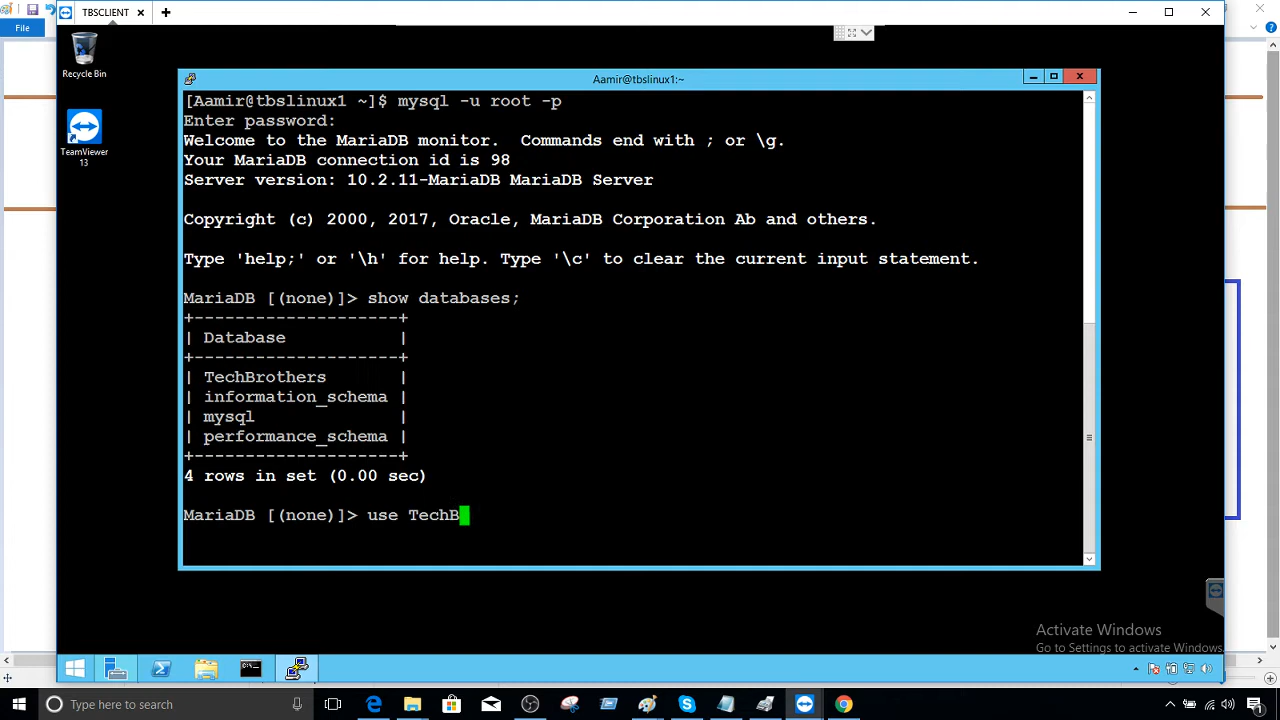 TBSCLIENT
File
Recycle Bin
TeamViewer
13
Aamir@tbslinux1:~
[Aamir@tbslinux1 ~]$ mysql -u root -p
Enter password:
Welcome to the MariaDB monitor.  Commands end with ; or \g.
Your MariaDB connection id is 98
Server version: 10.2.11-MariaDB MariaDB Server
Copyright (c) 2000, 2017, Oracle, MariaDB Corporation Ab and others.
Type 'help;' or '\h' for help. Type '\c' to clear the current input statement.
MariaDB [(none)]> show databases;
+--------------------+
| Database           |
+--------------------+
| TechBrothers       |
| information_schema |
| mysql              |
| performance_schema |
+--------------------+
4 rows in set (0.00 sec)
MariaDB [(none)]> use TechB
Activate Windows
Go to Settings to activate Windows.
Type here to search